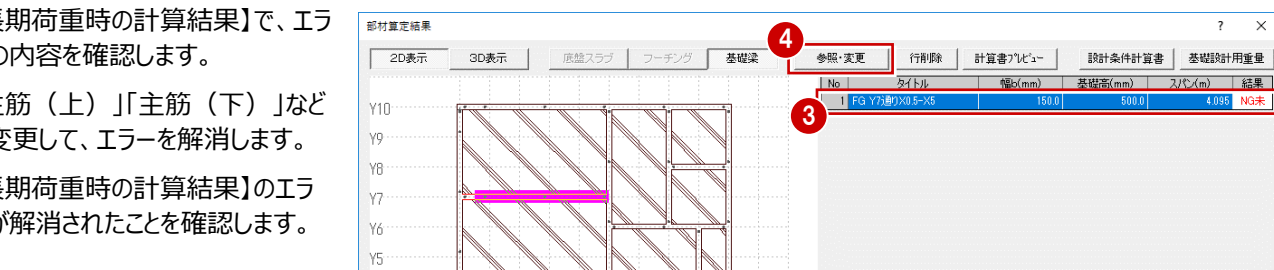 長期荷重時の計算結果】で、エラ
の内容を確認します。
主筋（上）」「主筋（下）」など
変更して、エラーを解消します。
長期荷重時の計算結果】のエラ
が解消されたことを確認します。
部材算定結果
? ×
4
2D表示 3D表示 底盤スラブ フーチング 基礎梁 参照・変更 行削除 計算書ﾌﾟﾚﾋﾞｭｰ 設計条件計算書 基礎設計用重量
No タイトル 幅b(mm) 基礎高(mm) スパン(m) 結果
1 FG Y7通りX0.5-X5 150.0 500.0 4.095 NG未
3
Y10
Y9
Y8
Y7
Y6
Y5